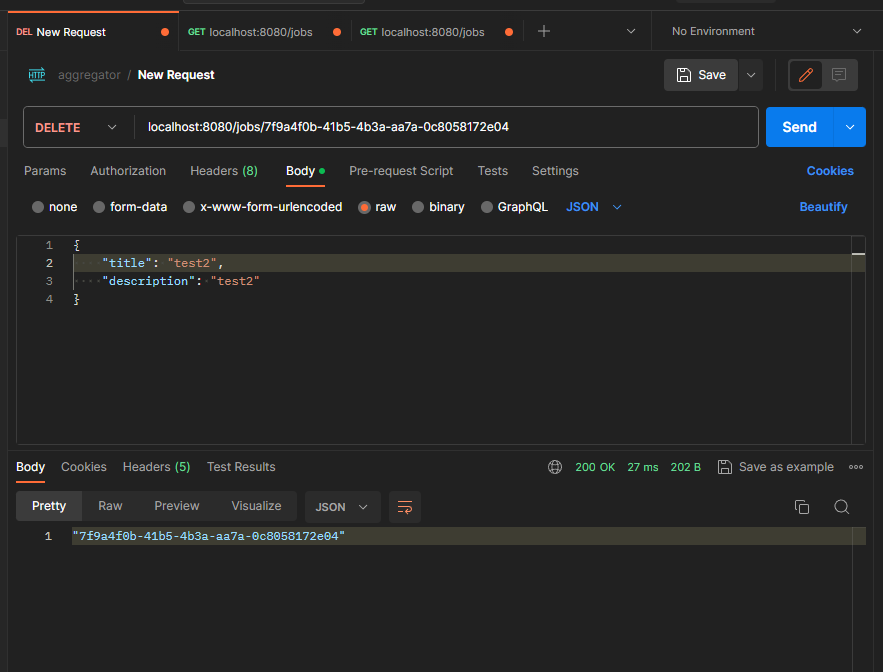 DEL New Request
GET localhost:8080/jobs
GET localhost:8080/jobs
No Environment
HTTP aggregator / New Request
Save
DELETE localhost:8080/jobs/7f9a4f0b-41b5-4b3a-aa7a-0c8058172e04
Send
Params Authorization Headers (8) Body Pre-request Script Tests Settings Cookies
none form-data x-www-form-urlencoded raw binary GraphQL JSON Beautify
1 {
2 ····"title":·"test2",
3 ····"description":·"test2"
4 }
Body Cookies Headers (5) Test Results 200 OK 27 ms 202 B Save as example
Pretty Raw Preview Visualize JSON
1 "7f9a4f0b-41b5-4b3a-aa7a-0c8058172e04"